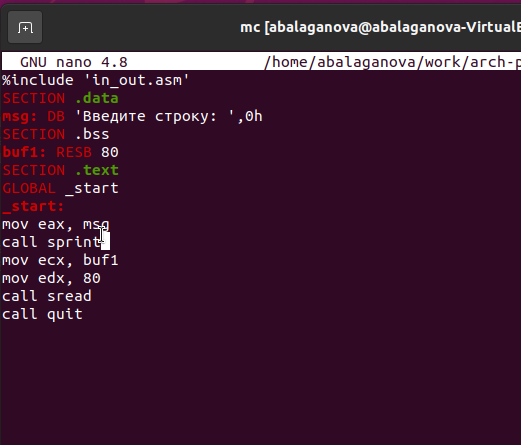 mc [abalaganova@abalaganova-Virtual
GNU nano 4.8 /home/abalaganova/work/arch-p
%include 'in_out.asm'
SECTION .data
msg: DB 'Введите строку: ',0h
SECTION .bss
buf1: RESB 80
SECTION .text
GLOBAL _start
_start:
mov eax, msg
call sprint
mov ecx, buf1
mov edx, 80
call sread
call quit